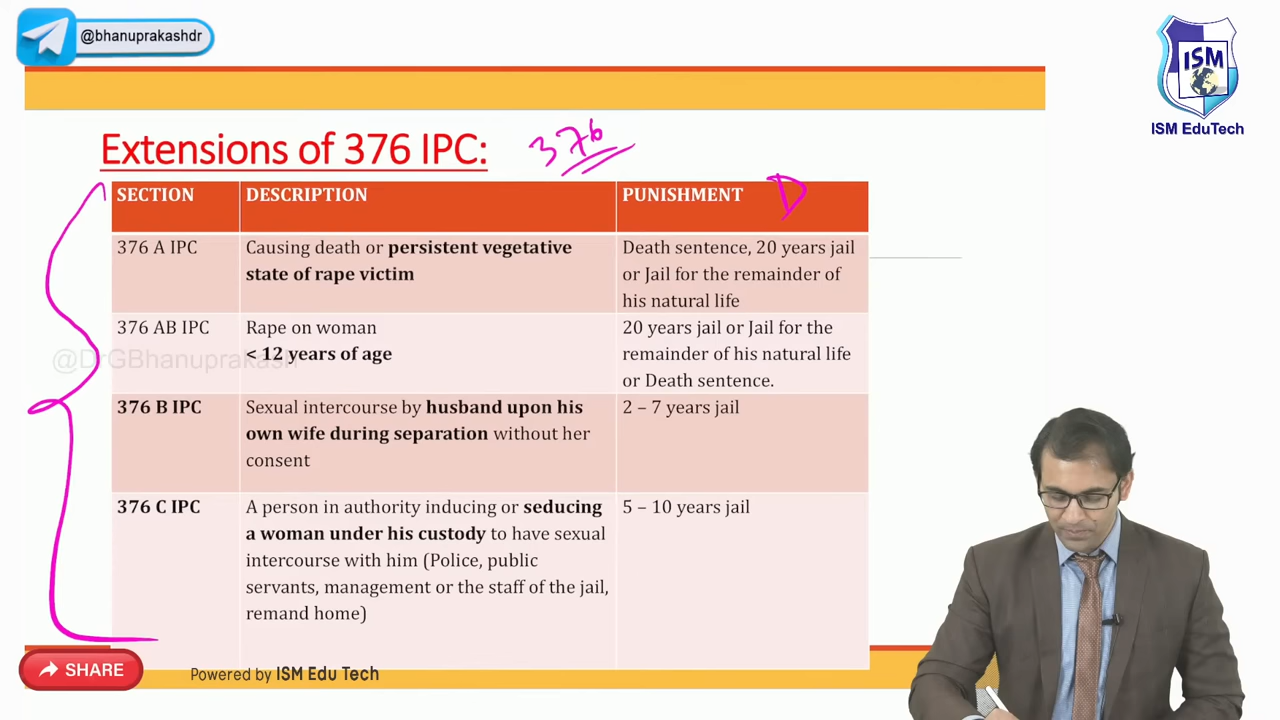 @bhanuprakashdr
ISM
ISM EduTech
Extensions of 376 IPC:
376
D
SECTION DESCRIPTION PUNISHMENT
376 A IPC Causing death or persistent vegetative Death sentence, 20 years jail
state of rape victim or Jail for the remainder of
his natural life
376 AB IPC Rape on woman 20 years jail or Jail for the
< 12 years of age remainder of his natural life
or Death sentence.
@DrGBhanuprakash
376 B IPC Sexual intercourse by husband upon his 2 – 7 years jail
own wife during separation without her
consent
376 C IPC A person in authority inducing or seducing 5 – 10 years jail
a woman under his custody to have sexual
intercourse with him (Police, public
servants, management or the staff of the jail,
remand home)
SHARE
Powered by ISM Edu Tech